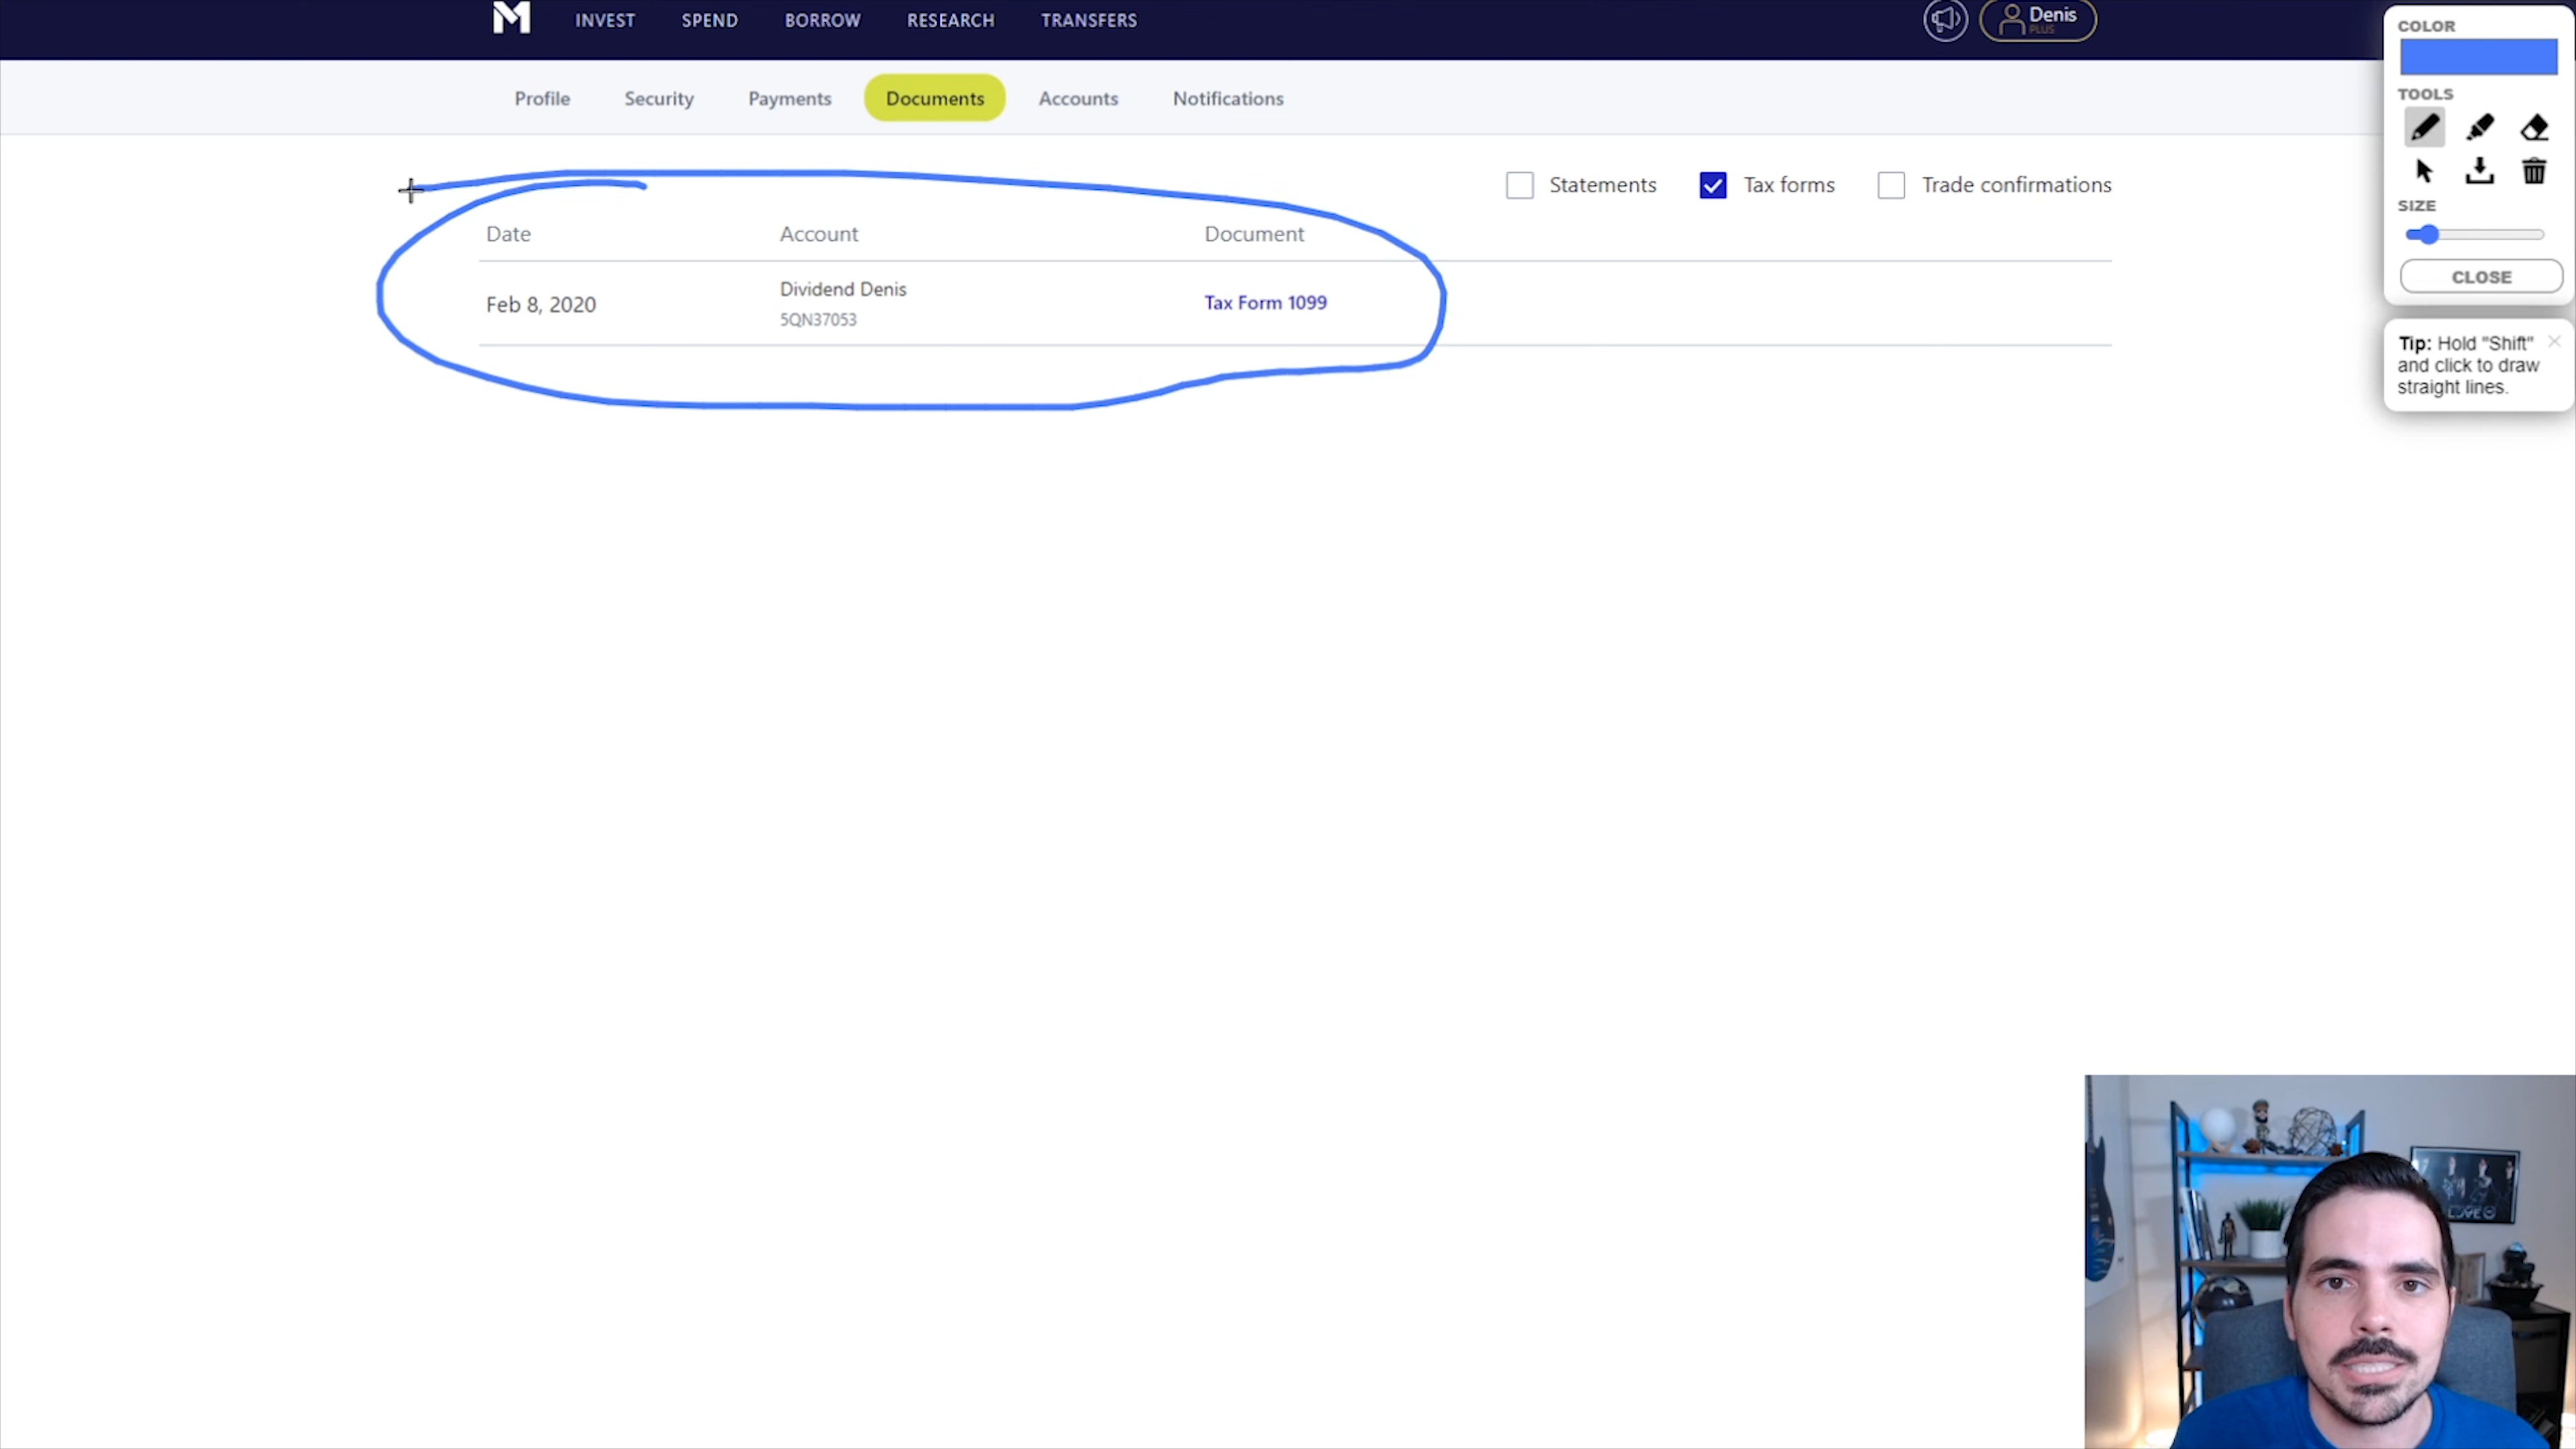 M
INVEST SPEND BORROW RESEARCH TRANSFERS
Denis
PLUS
Profile Security Payments Documents Accounts Notifications
Statements Tax forms Trade confirmations
Date Account Document
Feb 8, 2020 Dividend Denis Tax Form 1099
5QN37053
COLOR
TOOLS
SIZE
CLOSE
Tip: Hold "Shift"
and click to draw
straight lines.